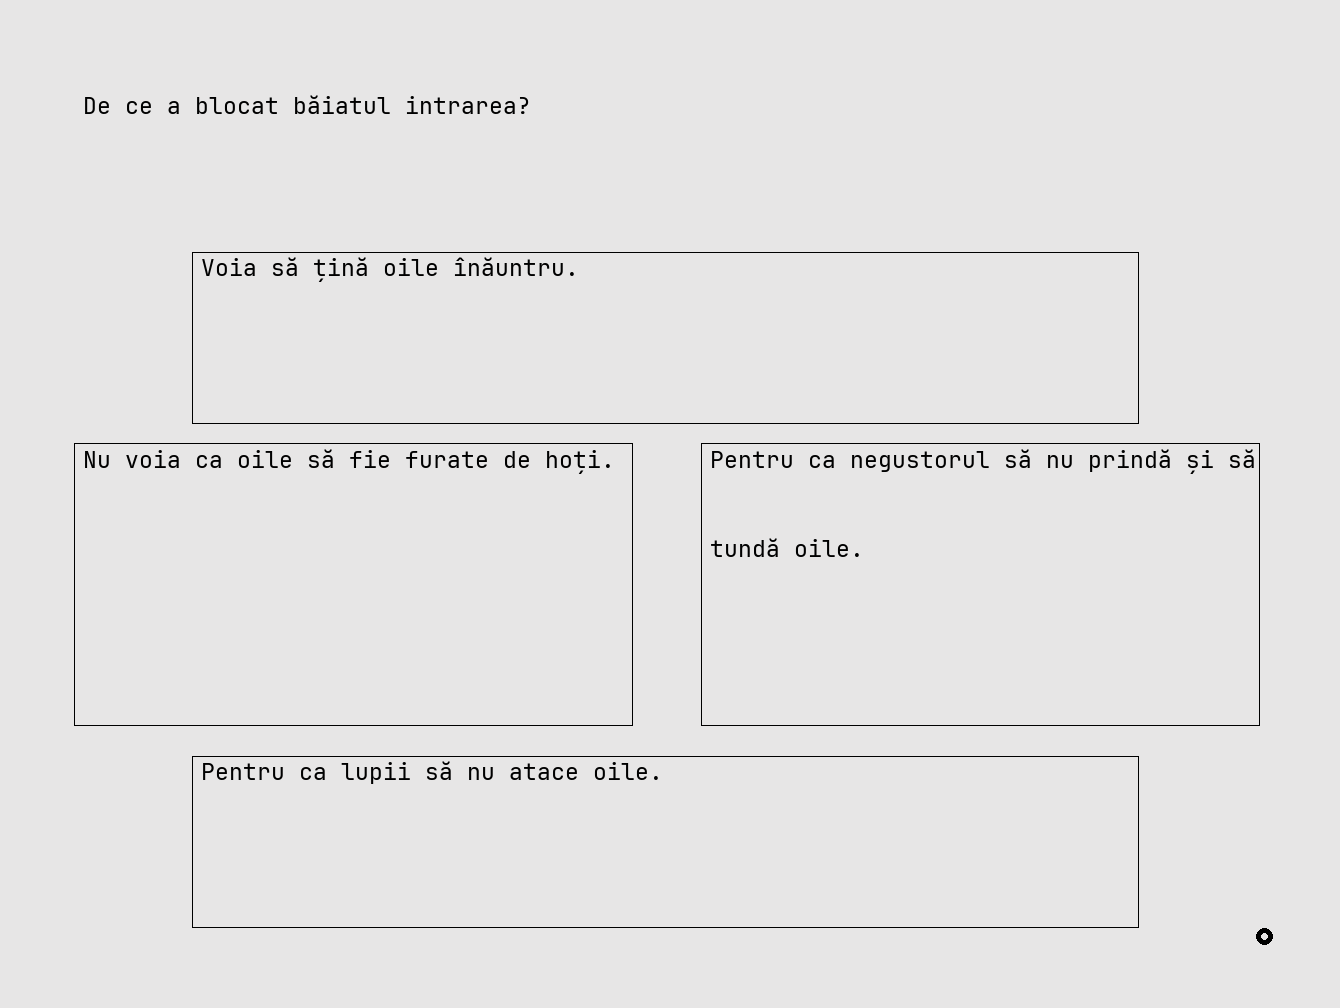 De ce a blocat băiatul intrarea?
Voia să țină oile înăuntru.
Nu voia ca oile să fie furate de hoți.
Pentru ca negustorul să nu prindă și să
tundă oile.
Pentru ca lupii să nu atace oile.